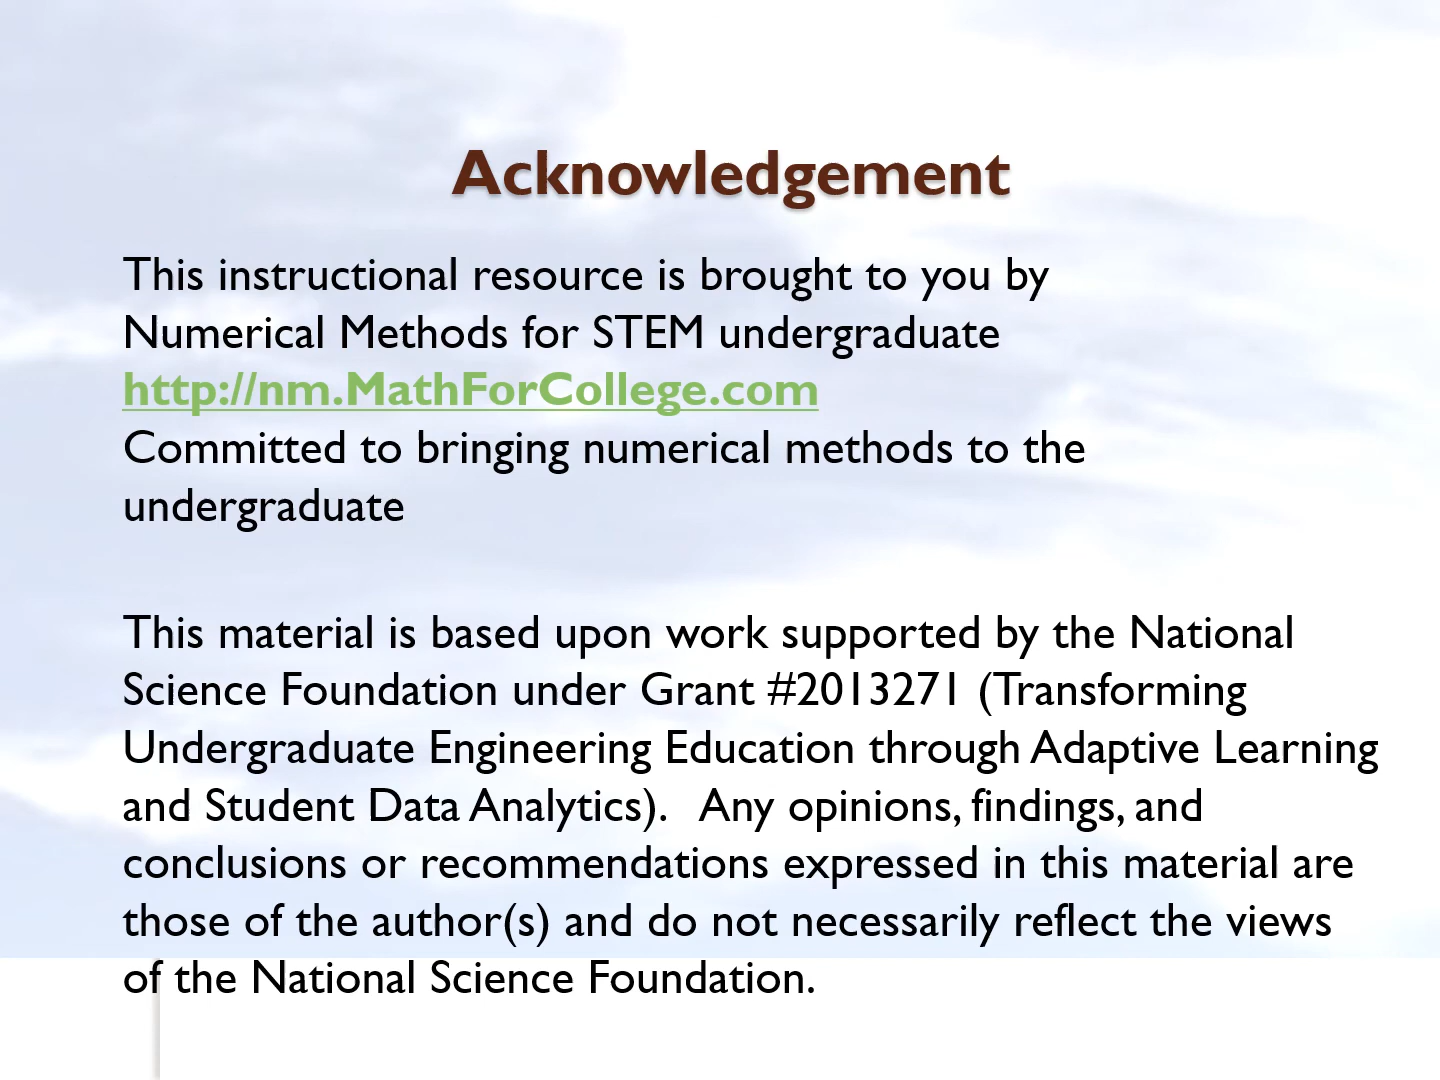 Acknowledgement
This instructional resource is brought to you by
Numerical Methods for STEM undergraduate
http://nm.MathForCollege.com
Committed to bringing numerical methods to the
undergraduate
This material is based upon work supported by the National
Science Foundation under Grant #2013271 (Transforming
Undergraduate Engineering Education through Adaptive Learning
and Student Data Analytics).   Any opinions, findings, and
conclusions or recommendations expressed in this material are
those of the author(s) and do not necessarily reflect the views
of the National Science Foundation.